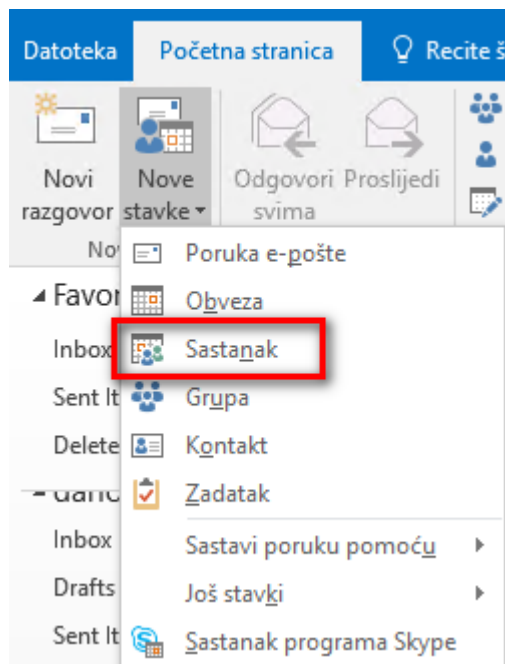 Datoteka Početna stranica Recite š
Novi razgovor
Nove stavke
Odgovori svima
Proslijedi
No
Favor
Inbox
Sent It
Delete
Inbox
Drafts
Sent It
Poruka e-pošte
Obveza
Sastanak
Grupa
Kontakt
Zadatak
Sastavi poruku pomoću
Još stavki
Sastanak programa Skype